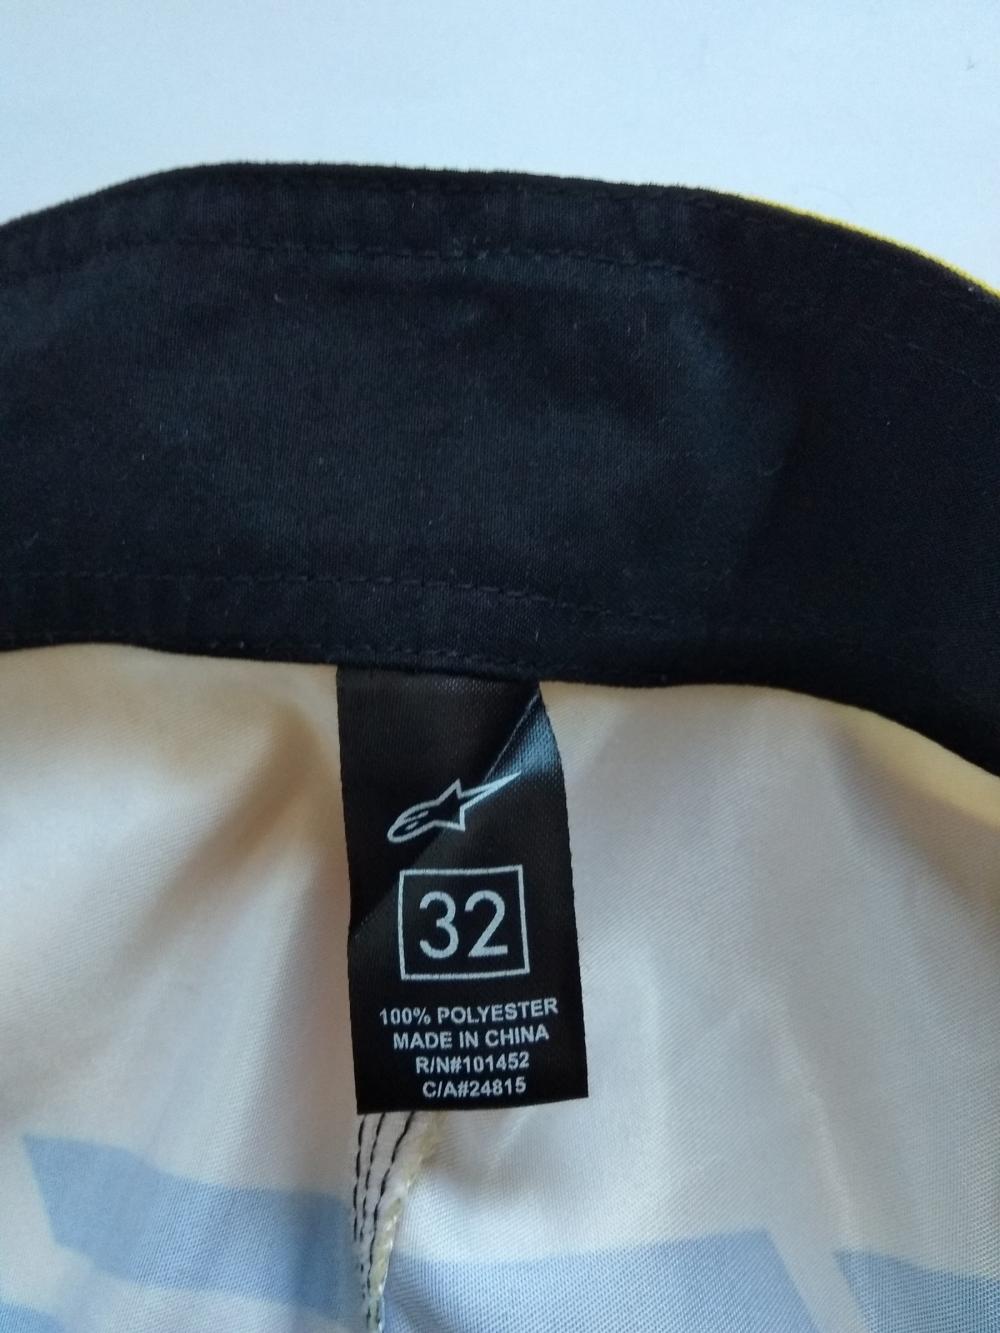 32
100% POLYESTER
MADE IN CHINA
R/N#101452
C/A#24815